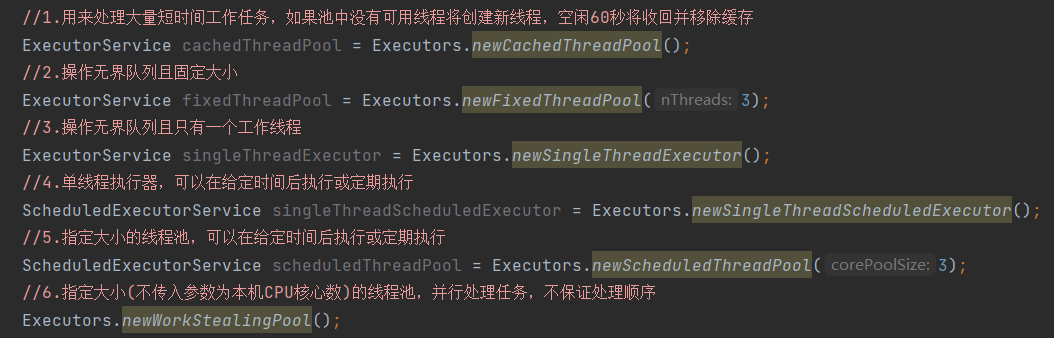 //1.用来处理大量短时间工作任务，如果池中没有可用线程将创建新线程，空闲60秒将收回并移除缓存
ExecutorService cachedThreadPool = Executors.newCachedThreadPool();
//2.操作无界队列且固定大小
ExecutorService fixedThreadPool = Executors.newFixedThreadPool( nThreads: 3);
//3.操作无界队列且只有一个工作线程
ExecutorService singleThreadExecutor = Executors.newSingleThreadExecutor();
//4.单线程执行器，可以在给定时间后执行或定期执行
ScheduledExecutorService singleThreadScheduledExecutor = Executors.newSingleThreadScheduledExecutor();
//5.指定大小的线程池，可以在给定时间后执行或定期执行
ScheduledExecutorService scheduledThreadPool = Executors.newScheduledThreadPool( corePoolSize: 3);
//6.指定大小(不传入参数为本机CPU核心数)的线程池，并行处理任务，不保证处理顺序
Executors.newWorkStealingPool();